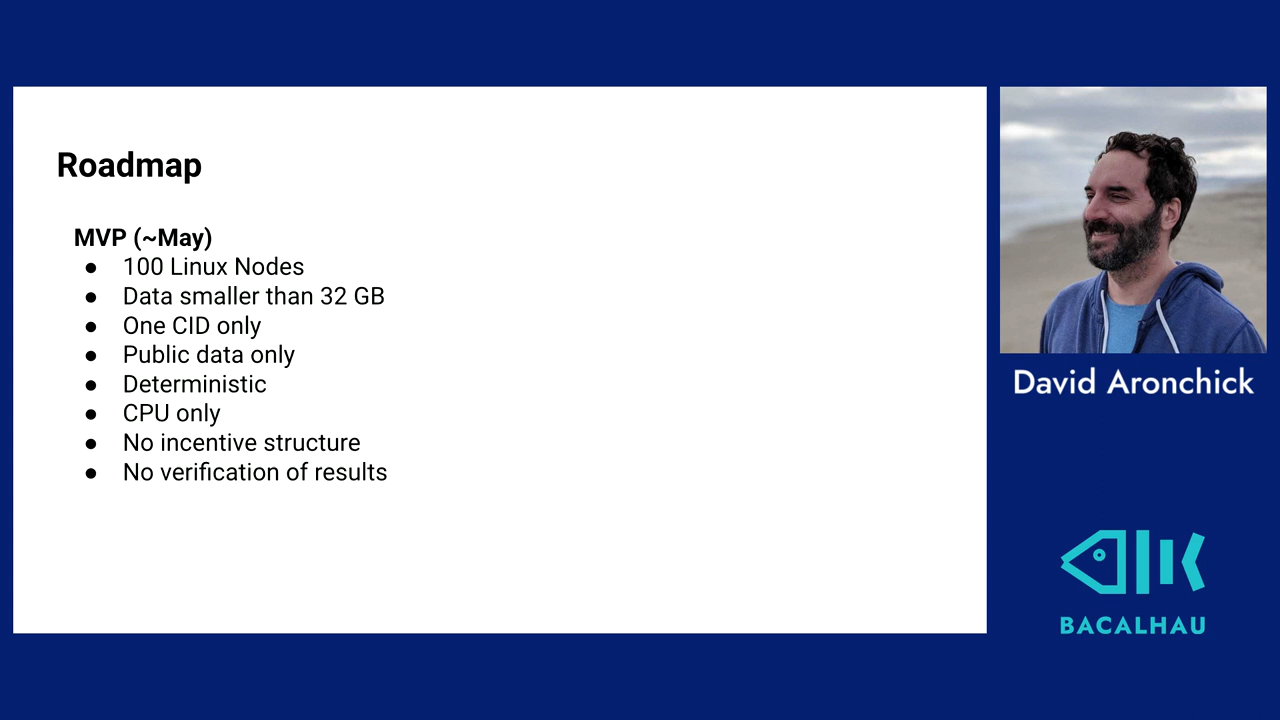 Roadmap
MVP (~May)
● 100 Linux Nodes
● Data smaller than 32 GB
● One CID only
● Public data only
● Deterministic
● CPU only
● No incentive structure
● No verification of results
David Aronchick
BACALHAU